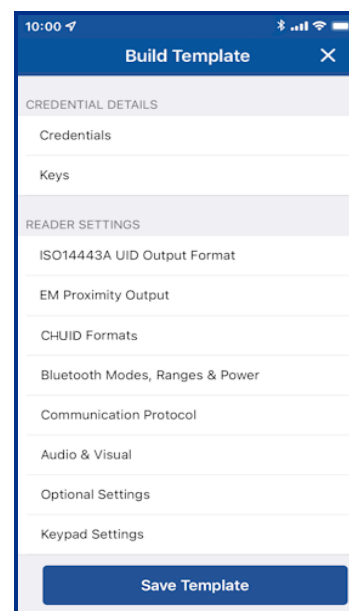 10:00
Build Template
CREDENTIAL DETAILS
Credentials
Keys
READER SETTINGS
ISO14443A UID Output Format
EM Proximity Output
CHUID Formats
Bluetooth Modes, Ranges & Power
Communication Protocol
Audio & Visual
Optional Settings
Keypad Settings
Save Template